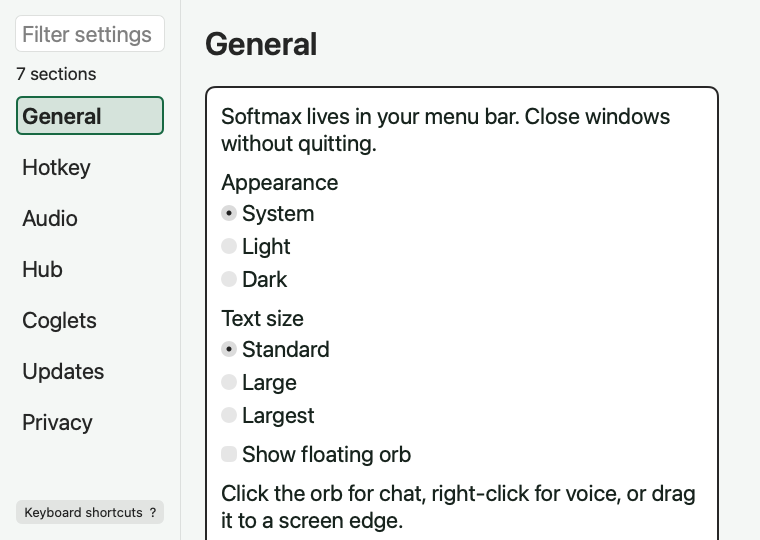 Filter settings
7 sections
General
Hotkey
Audio
Hub
Coglets
Updates
Privacy
Keyboard shortcuts ?
General
Softmax lives in your menu bar. Close windows
without quitting.
Appearance
System
Light
Dark
Text size
Standard
Large
Largest
Show floating orb
Click the orb for chat, right-click for voice, or drag
it to a screen edge.